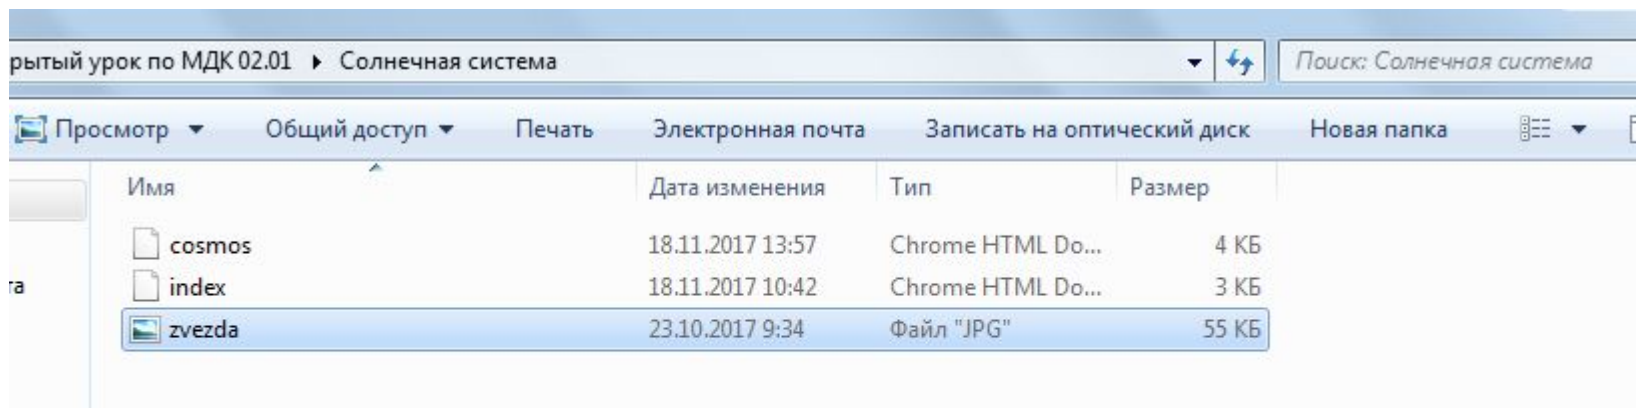 рытый урок по МДК 02.01 ▸ Солнечная система Поиск: Солнечная система
Просмотр Общий доступ Печать Электронная почта Записать на оптический диск Новая папка
Имя Дата изменения Тип Размер
cosmos 18.11.2017 13:57 Chrome HTML Do... 4 КБ
та index 18.11.2017 10:42 Chrome HTML Do... 3 КБ
zvezda 23.10.2017 9:34 Файл "JPG" 55 КБ